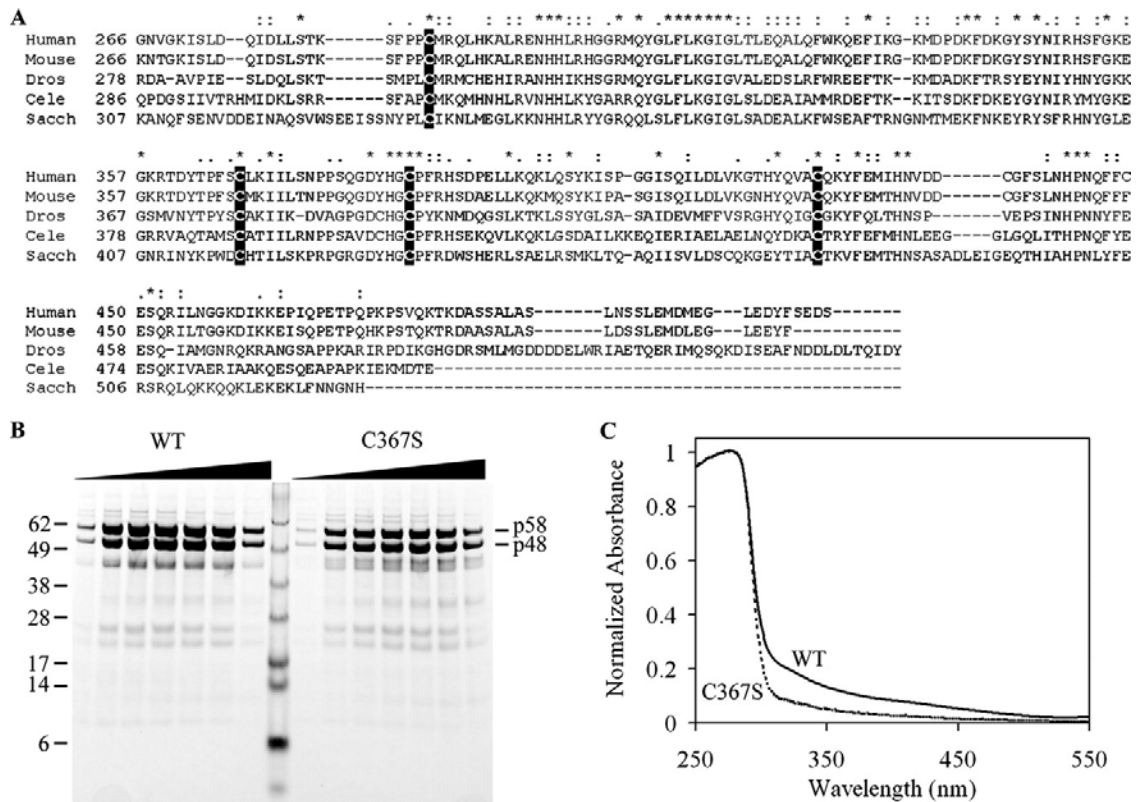 A
:: * . . *:: *. :: *** *. * .: ******* :: ** :. *: :: . ** *. *. : .: :
Human 266 GNVGKISLD--QIDLLSTK------SFPPCMRQLHKALRENHHLRHGGRMQYGLFLKGIGLTLEQALQFWKQEFIKG--KMDPDKFDKGYSYNIRHSFGKE
Mouse 266 KNTGKISLD--QIDSLSTK------SFPPCMRQLHKALRENHHLRHGGRMQYGLFLKGIGLTLEQALQFWKQEFIRG--KMDPDKFDKGYSYNIRHSFGKE
Dros 278 RDA-AVPIE--SLDQLSKT------SMPLCMRMCHEHIRANHHIKHSGRMQYGLFLKGIGVALEDSLRFWREEFTKK--KMDADKFTRSYEYNIYHNYGKK
Cele 286 QPDGSIIVTRHMIDKLSRR------SFAPCMKQMHNHLRVNHHLKYGARRQYGLFLKGIGLSLDEAIAMMRDEFTK---KITSDKFDKEYGYNIRYMYGKE
Sacch 307 KANQFSENVDDEINAQSVWSEEISSNYPLCIKNLMEGLKKNHHLRYYGRQQLSLFLKGIGLSADEALKFWSEAFTRNGNMTMEKFNKEYRYSFRHNYGLE
* .. . * . . . * ****:: :: : . : : * ::*: * ** : : *** :
Human 357 GKRTDYTPFSCLKIILSNPPSQGDYHGCPFRHSDPELLKQKLQSYKISP-GGISQILDLVKGTHYQVACQKYFEMIHNVDD-----CGFSLNHPNQFFC
Mouse 357 GKRTDYTPFSCMKIILTNPPGQGDYHGCPFRHSDAELLKQKMQSYKIPA-SGISQILDLVKGNHYQVACQKYFEMTHNVDD-----CGFSLNHPNQFFC
Dros 367 GSMVNYTPYSCAKIIK-DVAGPGDCHGCPYKNMDQGSLKTKLSSYGLSA-SAIDEVMFFVSRGHYQIGCGKYFQLTHNSP------VEPSINHPNNYFE
Cele 378 GRRVAQTAMSCATIILRNPPSAVDCHGCPFRHSEKQVLKQKLGSDAILKKEQIERIAELAELNQYDKACTRYFEFMHNLEEG----GLGQLITHPNQFYE
Sacch 407 GNRINYKPWDCHTILSKPRPGRGDYHGCPFRDWSHERLSAELRSMKLTQ-AQIISVLDSCQKGEYTIACTKVFEMTHNSASADLEIGEQTHIAHPNLYFE
:.*: : . : :
Human 450 ESQRILNGGKDIKKEPIQPETPQPKPSVQKTKDASSALAS-------LNSSLEMDMEG---LEDYFSEDS------
Mouse 450 ESQRILTGGKDIKKEISQPETPQHKPSTQKTRDAASALAS-------LDSSLEMDLEG---LEEYF----------
Dros 458 ESQ-IAMGNRQKRANGSAPPKARIRPDIKGHGDRSMLMGDDDDELWRIAETQERIMQSQKDISEAFNDDLDLTQIDY
Cele 474 ESQKIVAERIAAKQESQEAPAPKIEKMDTE-----------------------------------------------
Sacch 506 RSRQLQKKQQKLEKEKLFNNGNH------------------------------------------------------
B
WT C367S
62
49
38
28
17
14
6
p58
p48
C
Normalized Absorbance
1
0.8
0.6
0.4
0.2
0
WT
C367S
250 350 450 550
Wavelength (nm)